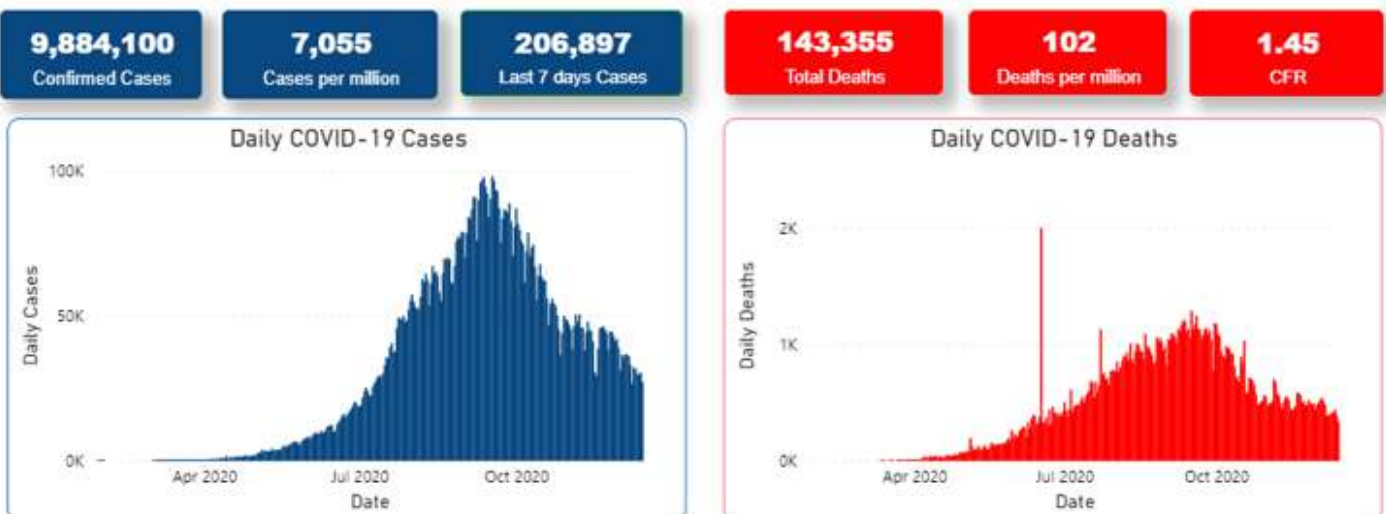 9,884,100
Confirmed Cases
7,055
Cases per million
206,897
Last 7 days Cases
143,355
Total Deaths
102
Deaths per million
1.45
CFR
Daily COVID-19 Cases
100K
50K
0K
Daily Cases
Apr 2020
Jul 2020
Oct 2020
Date
Daily COVID-19 Deaths
2K
1K
0K
Daily Deaths
Apr 2020
Jul 2020
Oct 2020
Date